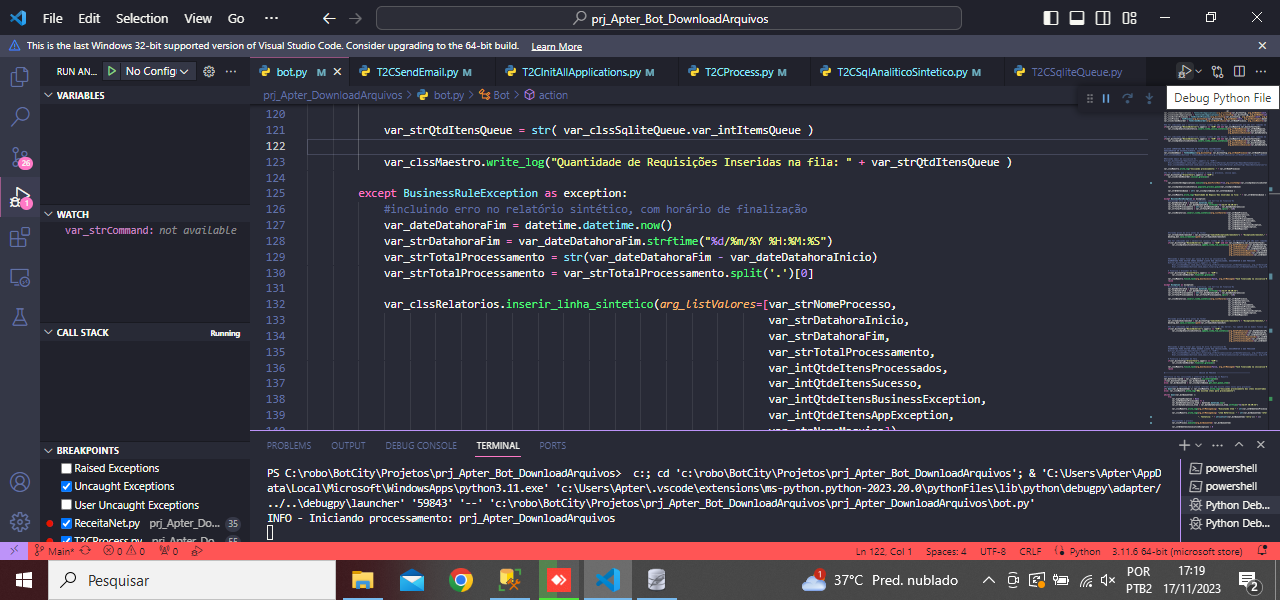 File Edit Selection View Go ··· prj_Apter_Bot_DownloadArquivos
This is the last Windows 32-bit supported version of Visual Studio Code. Consider upgrading to the 64-bit build. Learn More
RUN AN... No Config
bot.py M T2CSendEmail.py M T2CInitAllApplications.py M T2CProcess.py M T2CSqlAnaliticoSintetico.py M T2CSqliteQueue.py
VARIABLES
prj_Apter_Bot_DownloadArquivos > bot.py > Bot > action
Debug Python File
120
121 var_strQtdItensQueue = str( var_clssSqliteQueue.var_intItemsQueue )
122
123 var_clssMaestro.write_log("Quantidade de Requisições Inseridas na fila: " + var_strQtdItensQueue )
124
125 except BusinessRuleException as exception:
126 #incluindo erro no relatório sintético, com horário de finalização
127 var_dateDatahoraFim = datetime.datetime.now()
128 var_strDatahoraFim = var_dateDatahoraFim.strftime("%d/%m/%Y %H:%M:%S")
129 var_strTotalProcessamento = str(var_dateDatahoraFim - var_dateDatahoraInicio)
130 var_strTotalProcessamento = var_strTotalProcessamento.split('.')[0]
131
132 var_clssRelatorios.inserir_linha_sintetico(arg_listValores=[var_strNomeProcesso,
133 var_strDatahoraInicio,
134 var_strDatahoraFim,
135 var_strTotalProcessamento,
136 var_intQtdeItensProcessados,
137 var_intQtdeItensSucesso,
138 var_intQtdeItensBusinessException,
139 var_intQtdeItensAppException,
26
1
WATCH
var_strCommand: not available
CALL STACK Running
BREAKPOINTS
Raised Exceptions
Uncaught Exceptions
User Uncaught Exceptions
ReceitaNet.py prj_Apter_Do... 35
T2CProcess.py prj_Apter_Do... 55
PROBLEMS OUTPUT DEBUG CONSOLE TERMINAL PORTS
PS C:\robo\BotCity\Projetos\prj_Apter_Bot_DownloadArquivos> c:; cd 'c:\robo\BotCity\Projetos\prj_Apter_Bot_DownloadArquivos'; & 'C:\Users\Apter\AppD
ata\Local\Microsoft\WindowsApps\python3.11.exe' 'c:\Users\Apter\.vscode\extensions\ms-python.python-2023.20.0\pythonFiles\lib\python\debugpy\adapter/
../..\debugpy\launcher' '59843' '--' 'c:\robo\BotCity\Projetos\prj_Apter_Bot_DownloadArquivos\prj_Apter_Bot_DownloadArquivos\bot.py'
INFO - Iniciando processamento: prj_Apter_DownloadArquivos
powershell
powershell
Python Deb...
Python Deb...
Main* 0 0 0 Ln 122, Col 1 Spaces: 4 UTF-8 CRLF Python 3.11.6 64-bit (microsoft store)
Pesquisar 1 37°C Pred. nublado POR PTB2 17:19 17/11/2023 2